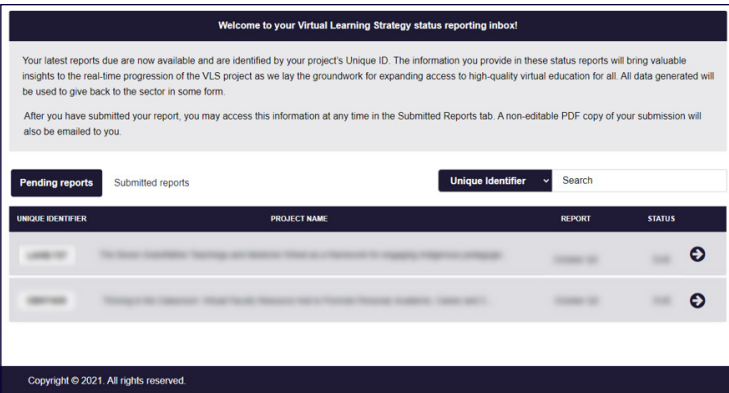 Welcome to your Virtual Learning Strategy status reporting inbox!
Your latest reports due are now available and are identified by your project's Unique ID. The information you provide in these status reports will bring valuable
insights to the real-time progression of the VLS project as we lay the groundwork for expanding access to high-quality virtual education for all. All data generated will
be used to give back to the sector in some form.
After you have submitted your report, you may access this information at any time in the Submitted Reports tab. A non-editable PDF copy of your submission will
also be emailed to you.
Pending reports Submitted reports Unique Identifier Search
UNIQUE IDENTIFIER PROJECT NAME REPORT STATUS
Copyright © 2021. All rights reserved.